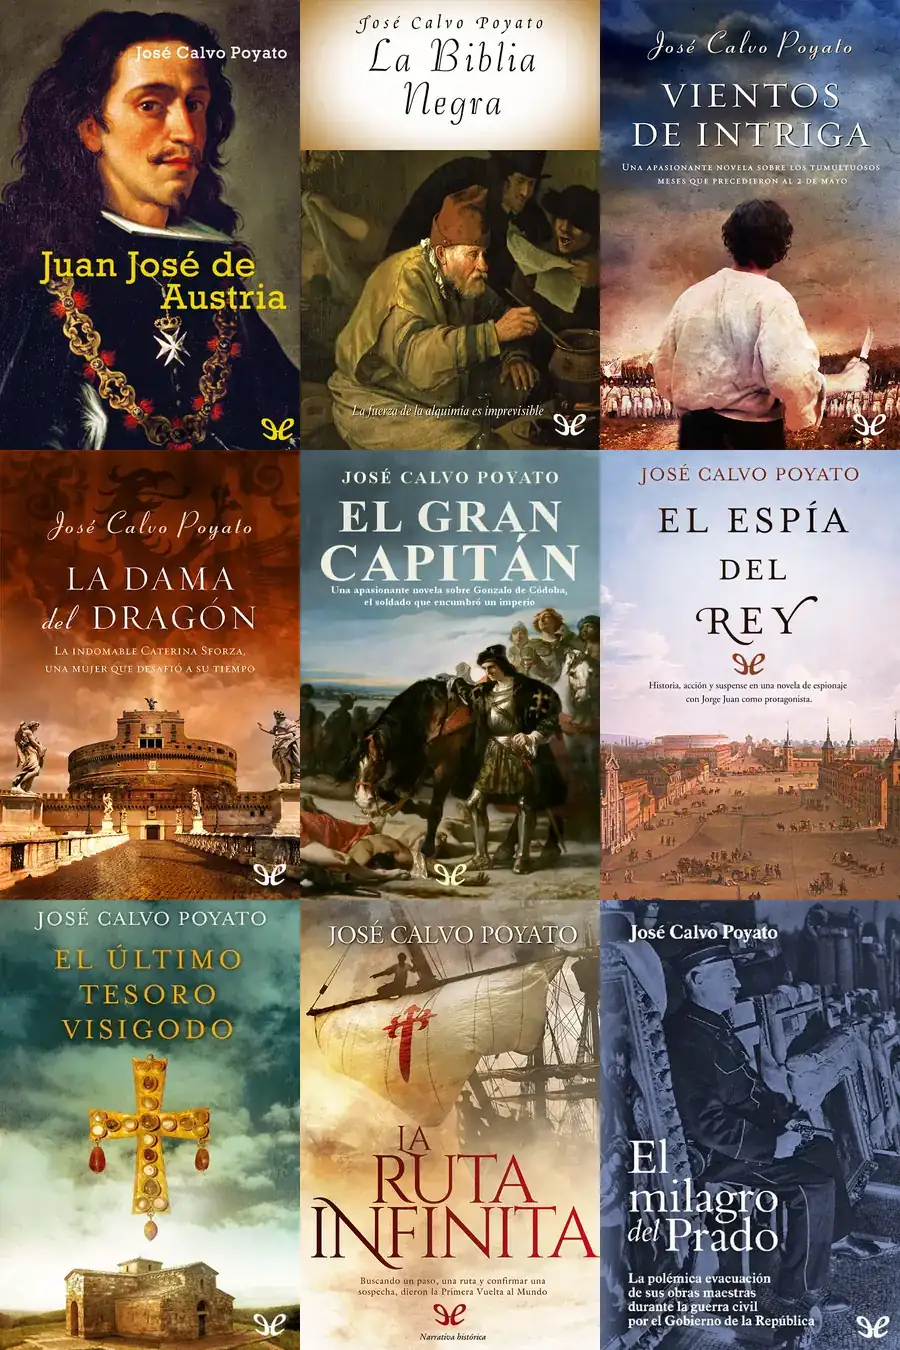 José Calvo Poyato
Juan José de
Austria
José Calvo Poyato
La Biblia
Negra
La fuerza de la alquimia es imprevisible
José Calvo Poyato
VIENTOS
DE INTRIGA
UNA APASIONANTE NOVELA SOBRE LOS TUMULTUOSOS
MESES QUE PRECEDIERON AL 2 DE MAYO
José Calvo Poyato
LA DAMA
del DRAGÓN
LA INDOMABLE CATERINA SFORZA,
UNA MUJER QUE DESAFIÓ A SU TIEMPO
JOSÉ CALVO POYATO
EL GRAN
CAPITÁN
Una apasionante novela sobre Gonzalo de Córdoba,
el soldado que encumbró un imperio
JOSÉ CALVO POYATO
EL ESPÍA
DEL
REY
Historia, acción y suspense en una novela de espionaje
con Jorge Juan como protagonista.
JOSÉ CALVO POYATO
EL ÚLTIMO
TESORO
VISIGODO
JOSÉ CALVO POYATO
LA
RUTA
INFINITA
Buscando un paso, una ruta y confirmar una
sospecha, dieron la Primera Vuelta al Mundo
Narrativa histórica
José Calvo Poyato
El
milagro
del Prado
La polémica evacuación
de sus obras maestras
durante la guerra civil
por el Gobierno de la República